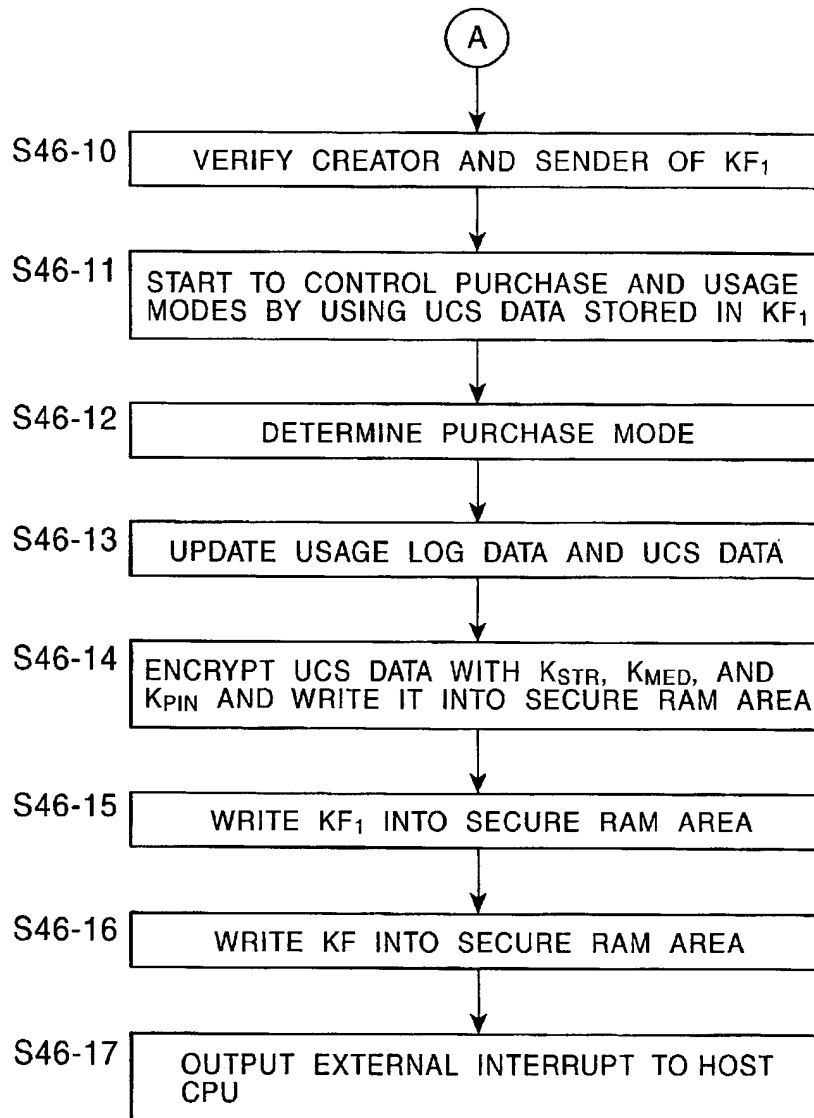 A
S46-10 VERIFY CREATOR AND SENDER OF KF1
S46-11 START TO CONTROL PURCHASE AND USAGE
MODES BY USING UCS DATA STORED IN KF1
S46-12 DETERMINE PURCHASE MODE
S46-13 UPDATE USAGE LOG DATA AND UCS DATA
S46-14 ENCRYPT UCS DATA WITH KSTR, KMED, AND
KPIN AND WRITE IT INTO SECURE RAM AREA
S46-15 WRITE KF1 INTO SECURE RAM AREA
S46-16 WRITE KF INTO SECURE RAM AREA
S46-17 OUTPUT EXTERNAL INTERRUPT TO HOST
CPU